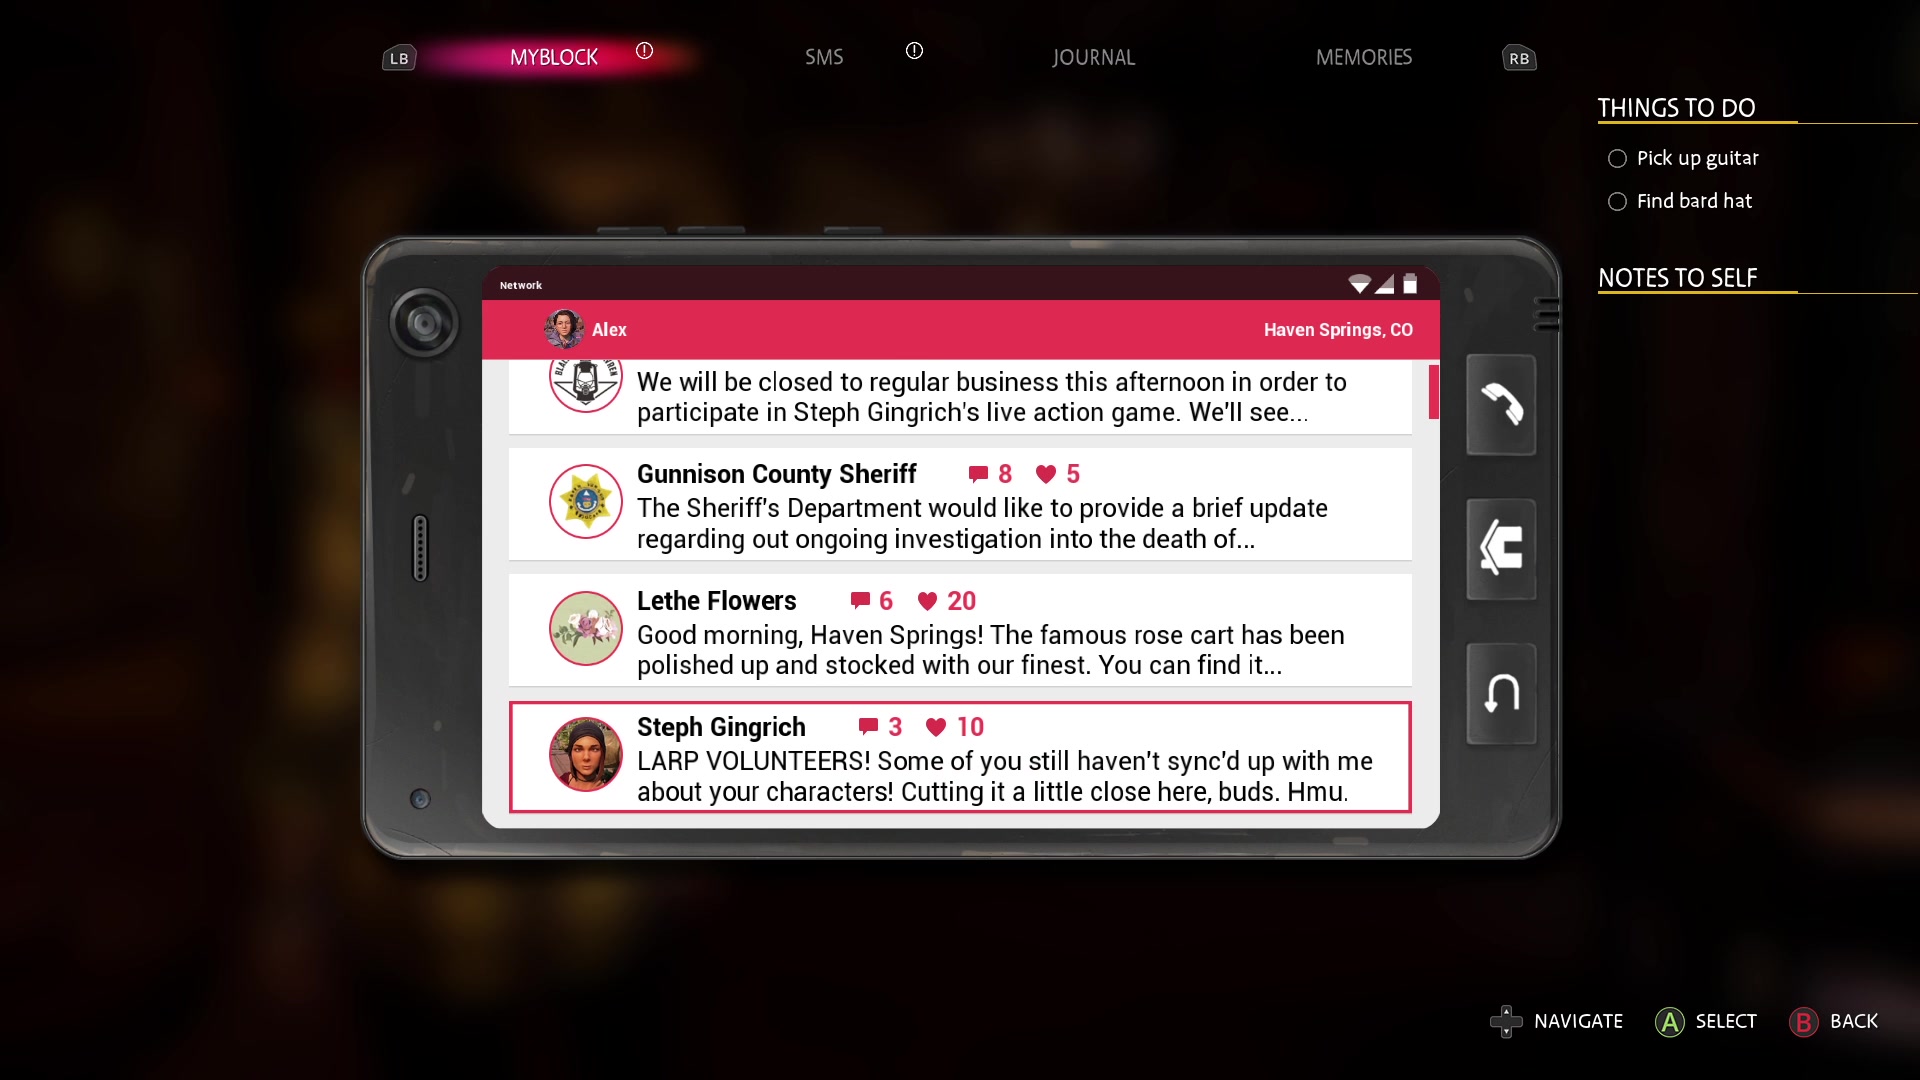 LB
MYBLOCK
SMS
JOURNAL
MEMORIES
RB
THINGS TO DO
Pick up guitar
Find bard hat
NOTES TO SELF
Network
Alex
Haven Springs, CO
We will be closed to regular business this afternoon in order to
participate in Steph Gingrich's live action game. We'll see...
Gunnison County Sheriff 8 5
The Sheriff's Department would like to provide a brief update
regarding out ongoing investigation into the death of...
Lethe Flowers 6 20
Good morning, Haven Springs! The famous rose cart has been
polished up and stocked with our finest. You can find it...
Steph Gingrich 3 10
LARP VOLUNTEERS! Some of you still haven't sync'd up with me
about your characters! Cutting it a little close here, buds. Hmu.
NAVIGATE
A SELECT
B BACK